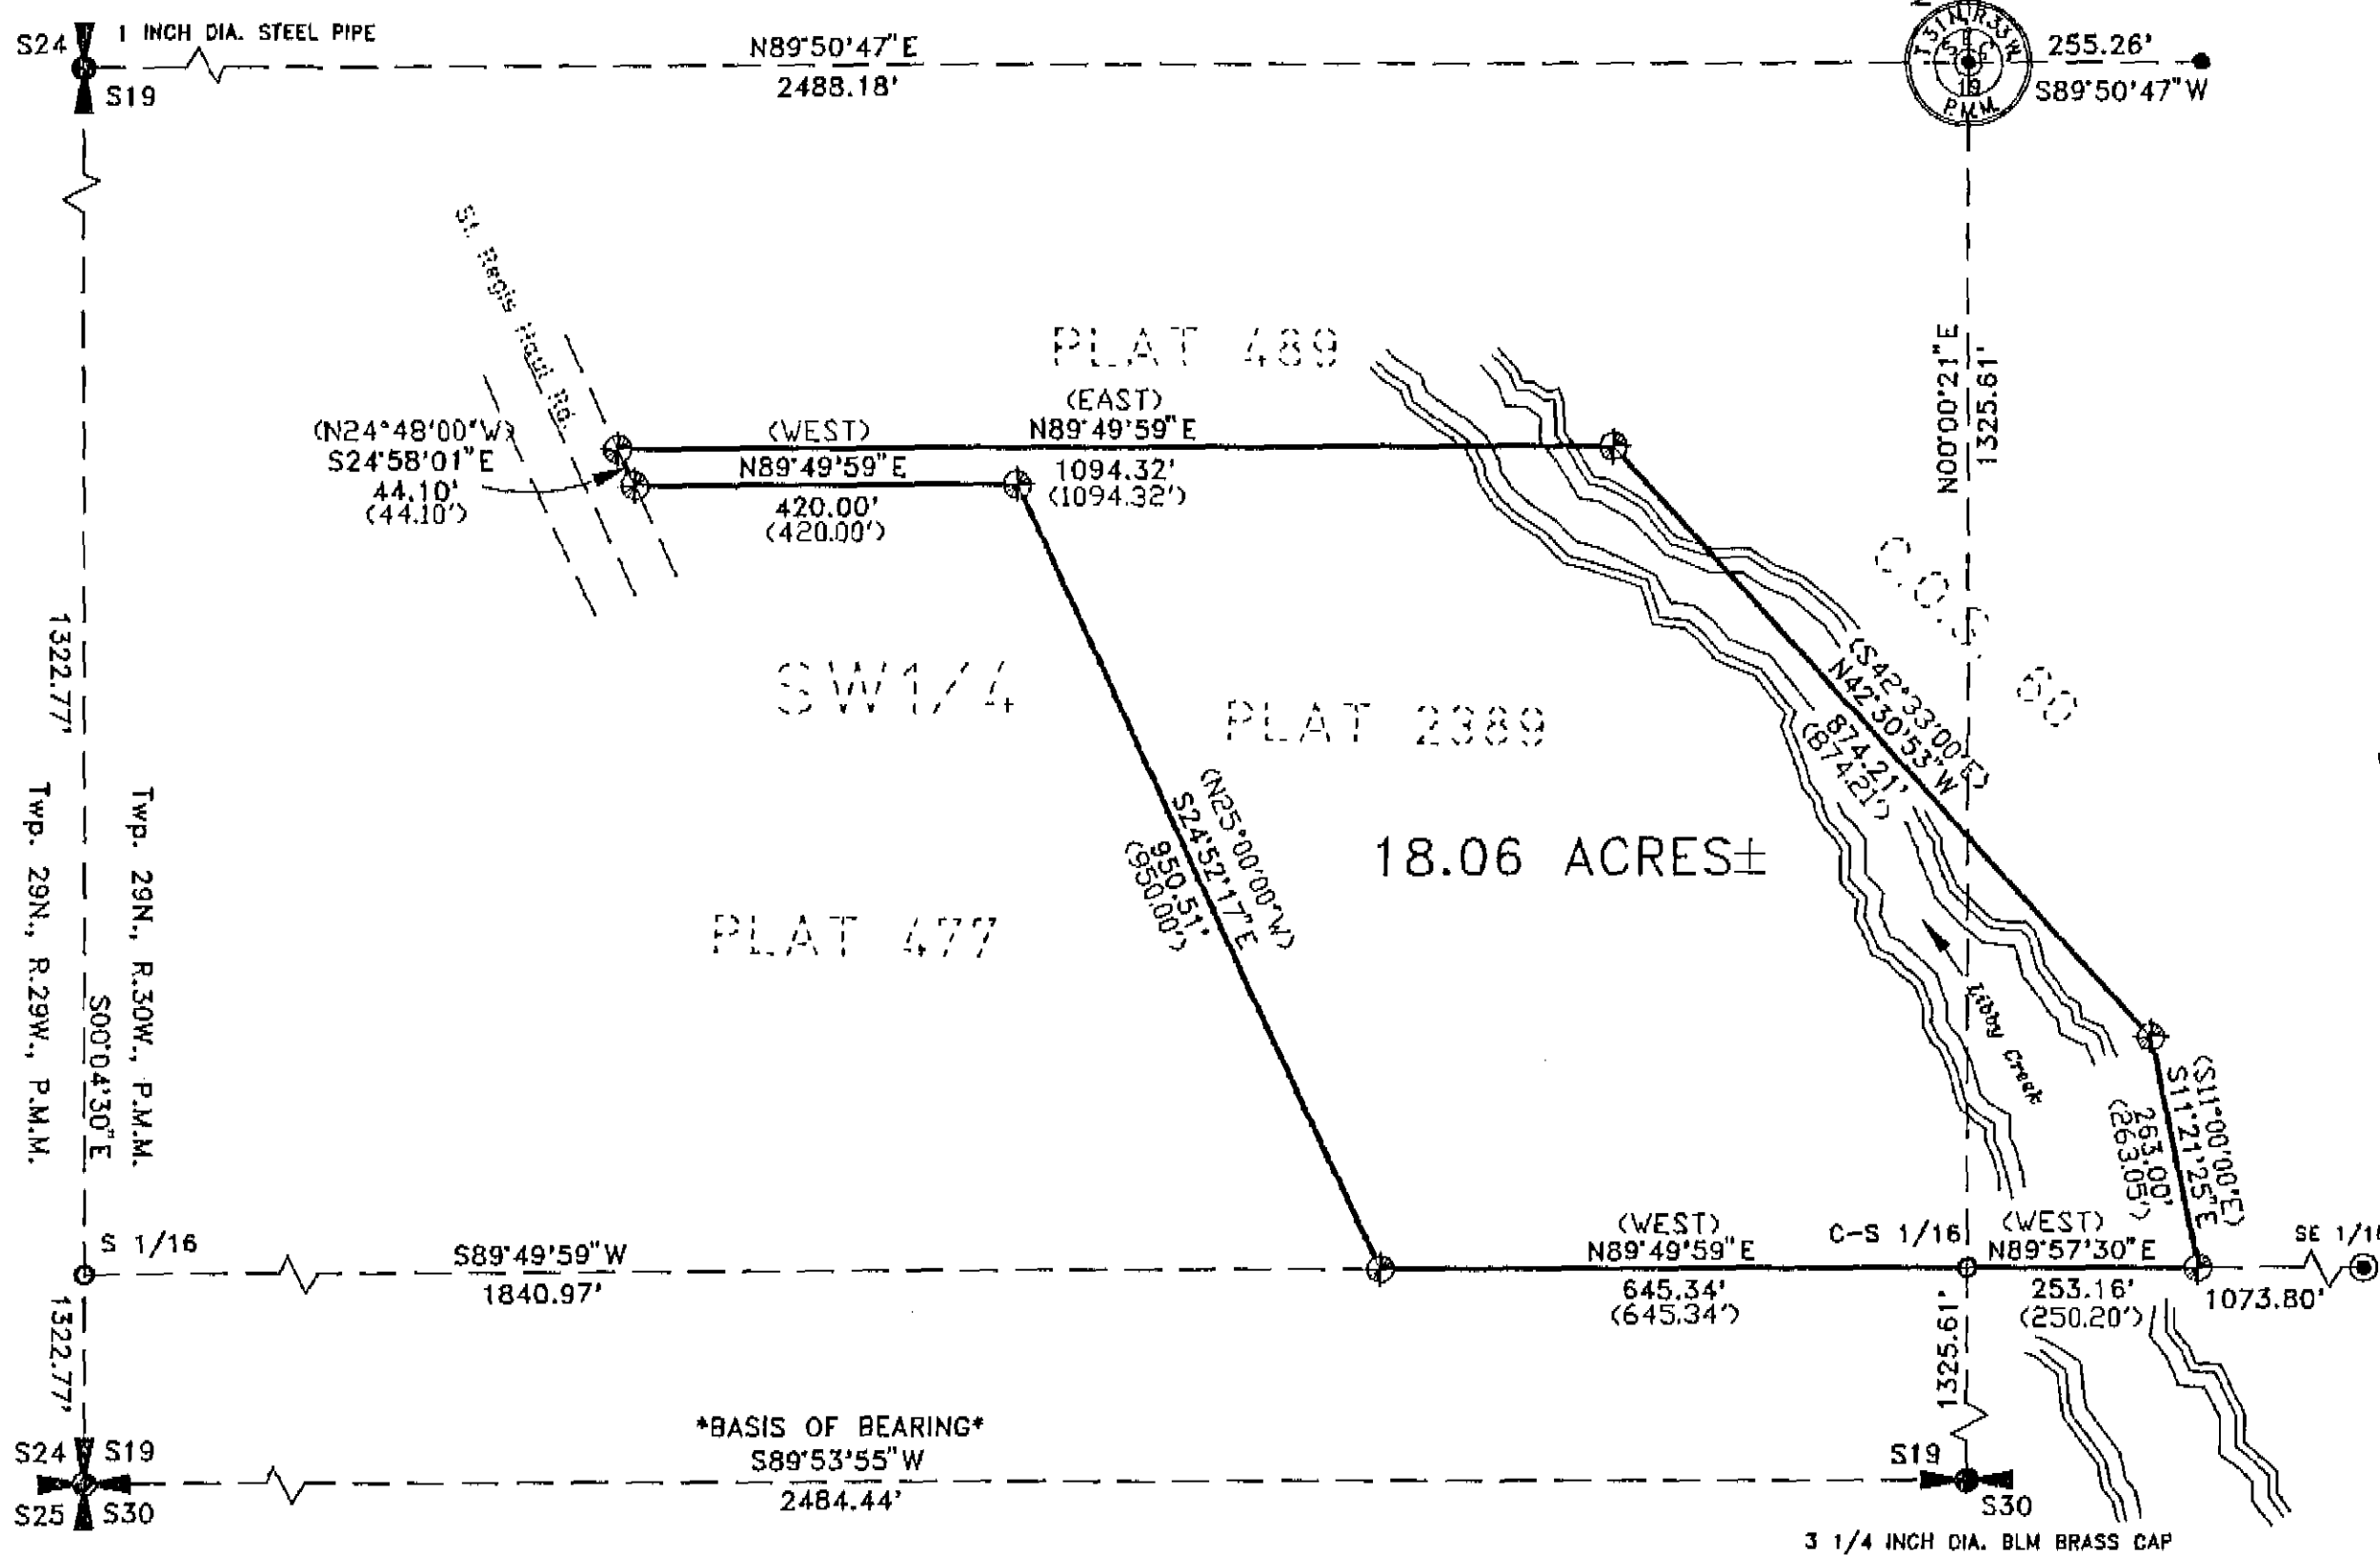 S24
1 INCH DIA. STEEL PIPE
S19
N89°50'47"E
2488.18'
T31N, R33W
SEC
19
P.M.M.
255.26'
S89°50'47"W
St. Regis Haul Rd.
PLAT 489
(N24°48'00"W)
S24°58'01"E
44.10'
(44.10')
(WEST)
N89°49'59"E
420.00'
(420.00')
(EAST)
N89°49'59"E
1094.32'
(1094.32')
N00°00'21"E
1325.61'
C.O.S. 60
(S42°33'00"E)
N42°30'53"W
874.21'
(874.21')
1322.77'
SW1/4
PLAT 2389
18.06 ACRES±
(N25°00'00"W)
S24°52'17"E
950.51'
(950.00')
PLAT 477
Twp. 29N., R.30W., P.M.M.
Twp. 29N., R.29W., P.M.M.
S00°04'30"E
Libby Creek
(S11°00'00"E)
S11°21'25"E
263.00'
(263.05')
S 1/16
S89°49'59"W
1840.97'
(WEST)
N89°49'59"E
645.34'
(645.34')
C-S 1/16
(WEST)
N89°57'30"E
253.16'
(250.20')
SE 1/16
1073.80'
1322.77'
1325.61'
*BASIS OF BEARING*
S89°53'55"W
2484.44'
S24 S19
S25 S30
S19
S30
3 1/4 INCH DIA. BLM BRASS CAP